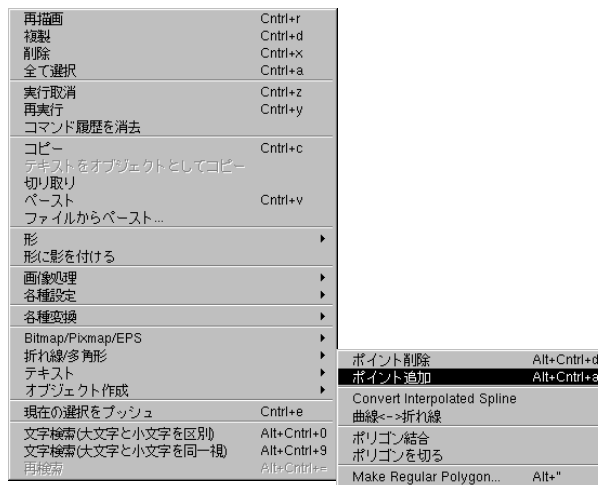 再描画 Cntrl+r
複製 Cntrl+d
削除 Cntrl+x
全て選択 Cntrl+a
実行取消 Cntrl+z
再実行 Cntrl+y
コマンド履歴を消去
コピー Cntrl+c
テキストをオブジェクトとしてコピー
切り取り
ペースト Cntrl+v
ファイルからペースト...
形
形に影を付ける
画像処理
各種設定
各種変換
Bitmap/Pixmap/EPS
折れ線/多角形
テキスト
オブジェクト作成
現在の選択をプッシュ Cntrl+e
文字検索(大文字と小文字を区別) Alt+Cntrl+0
文字検索(大文字と小文字を同一視) Alt+Cntrl+9
再検索 Alt+Cntrl+=
ポイント削除 Alt+Cntrl+d
ポイント追加 Alt+Cntrl+a
Convert Interpolated Spline
曲線<->折れ線
ポリゴン結合
ポリゴンを切る
Make Regular Polygon... Alt+"